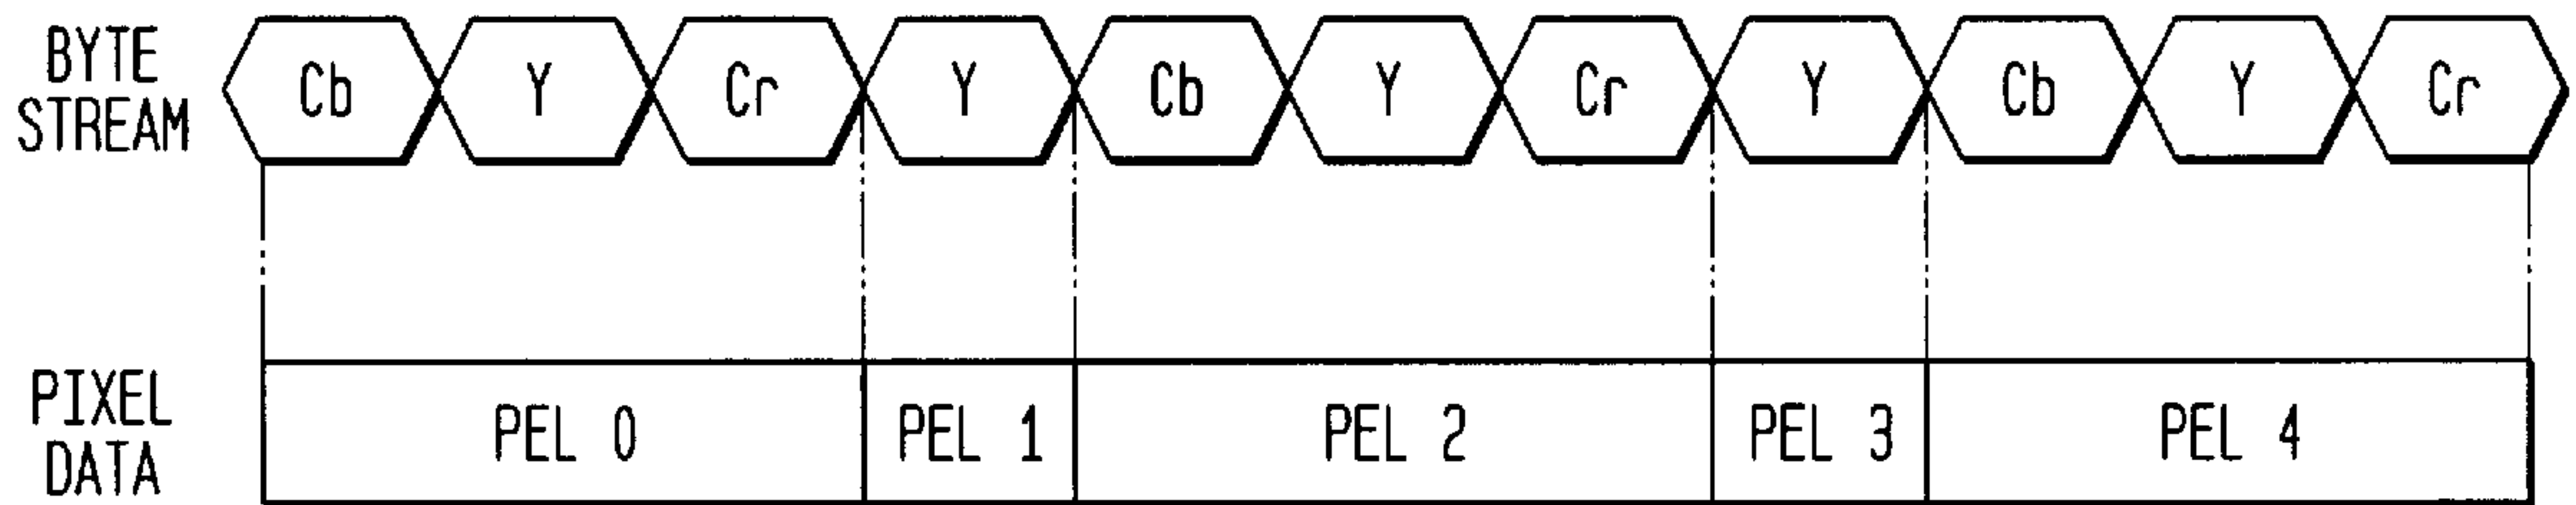 BYTE
STREAM
Cb Y Cr Y Cb Y Cr Y Cb Y Cr
PIXEL
DATA
PEL 0 PEL 1 PEL 2 PEL 3 PEL 4